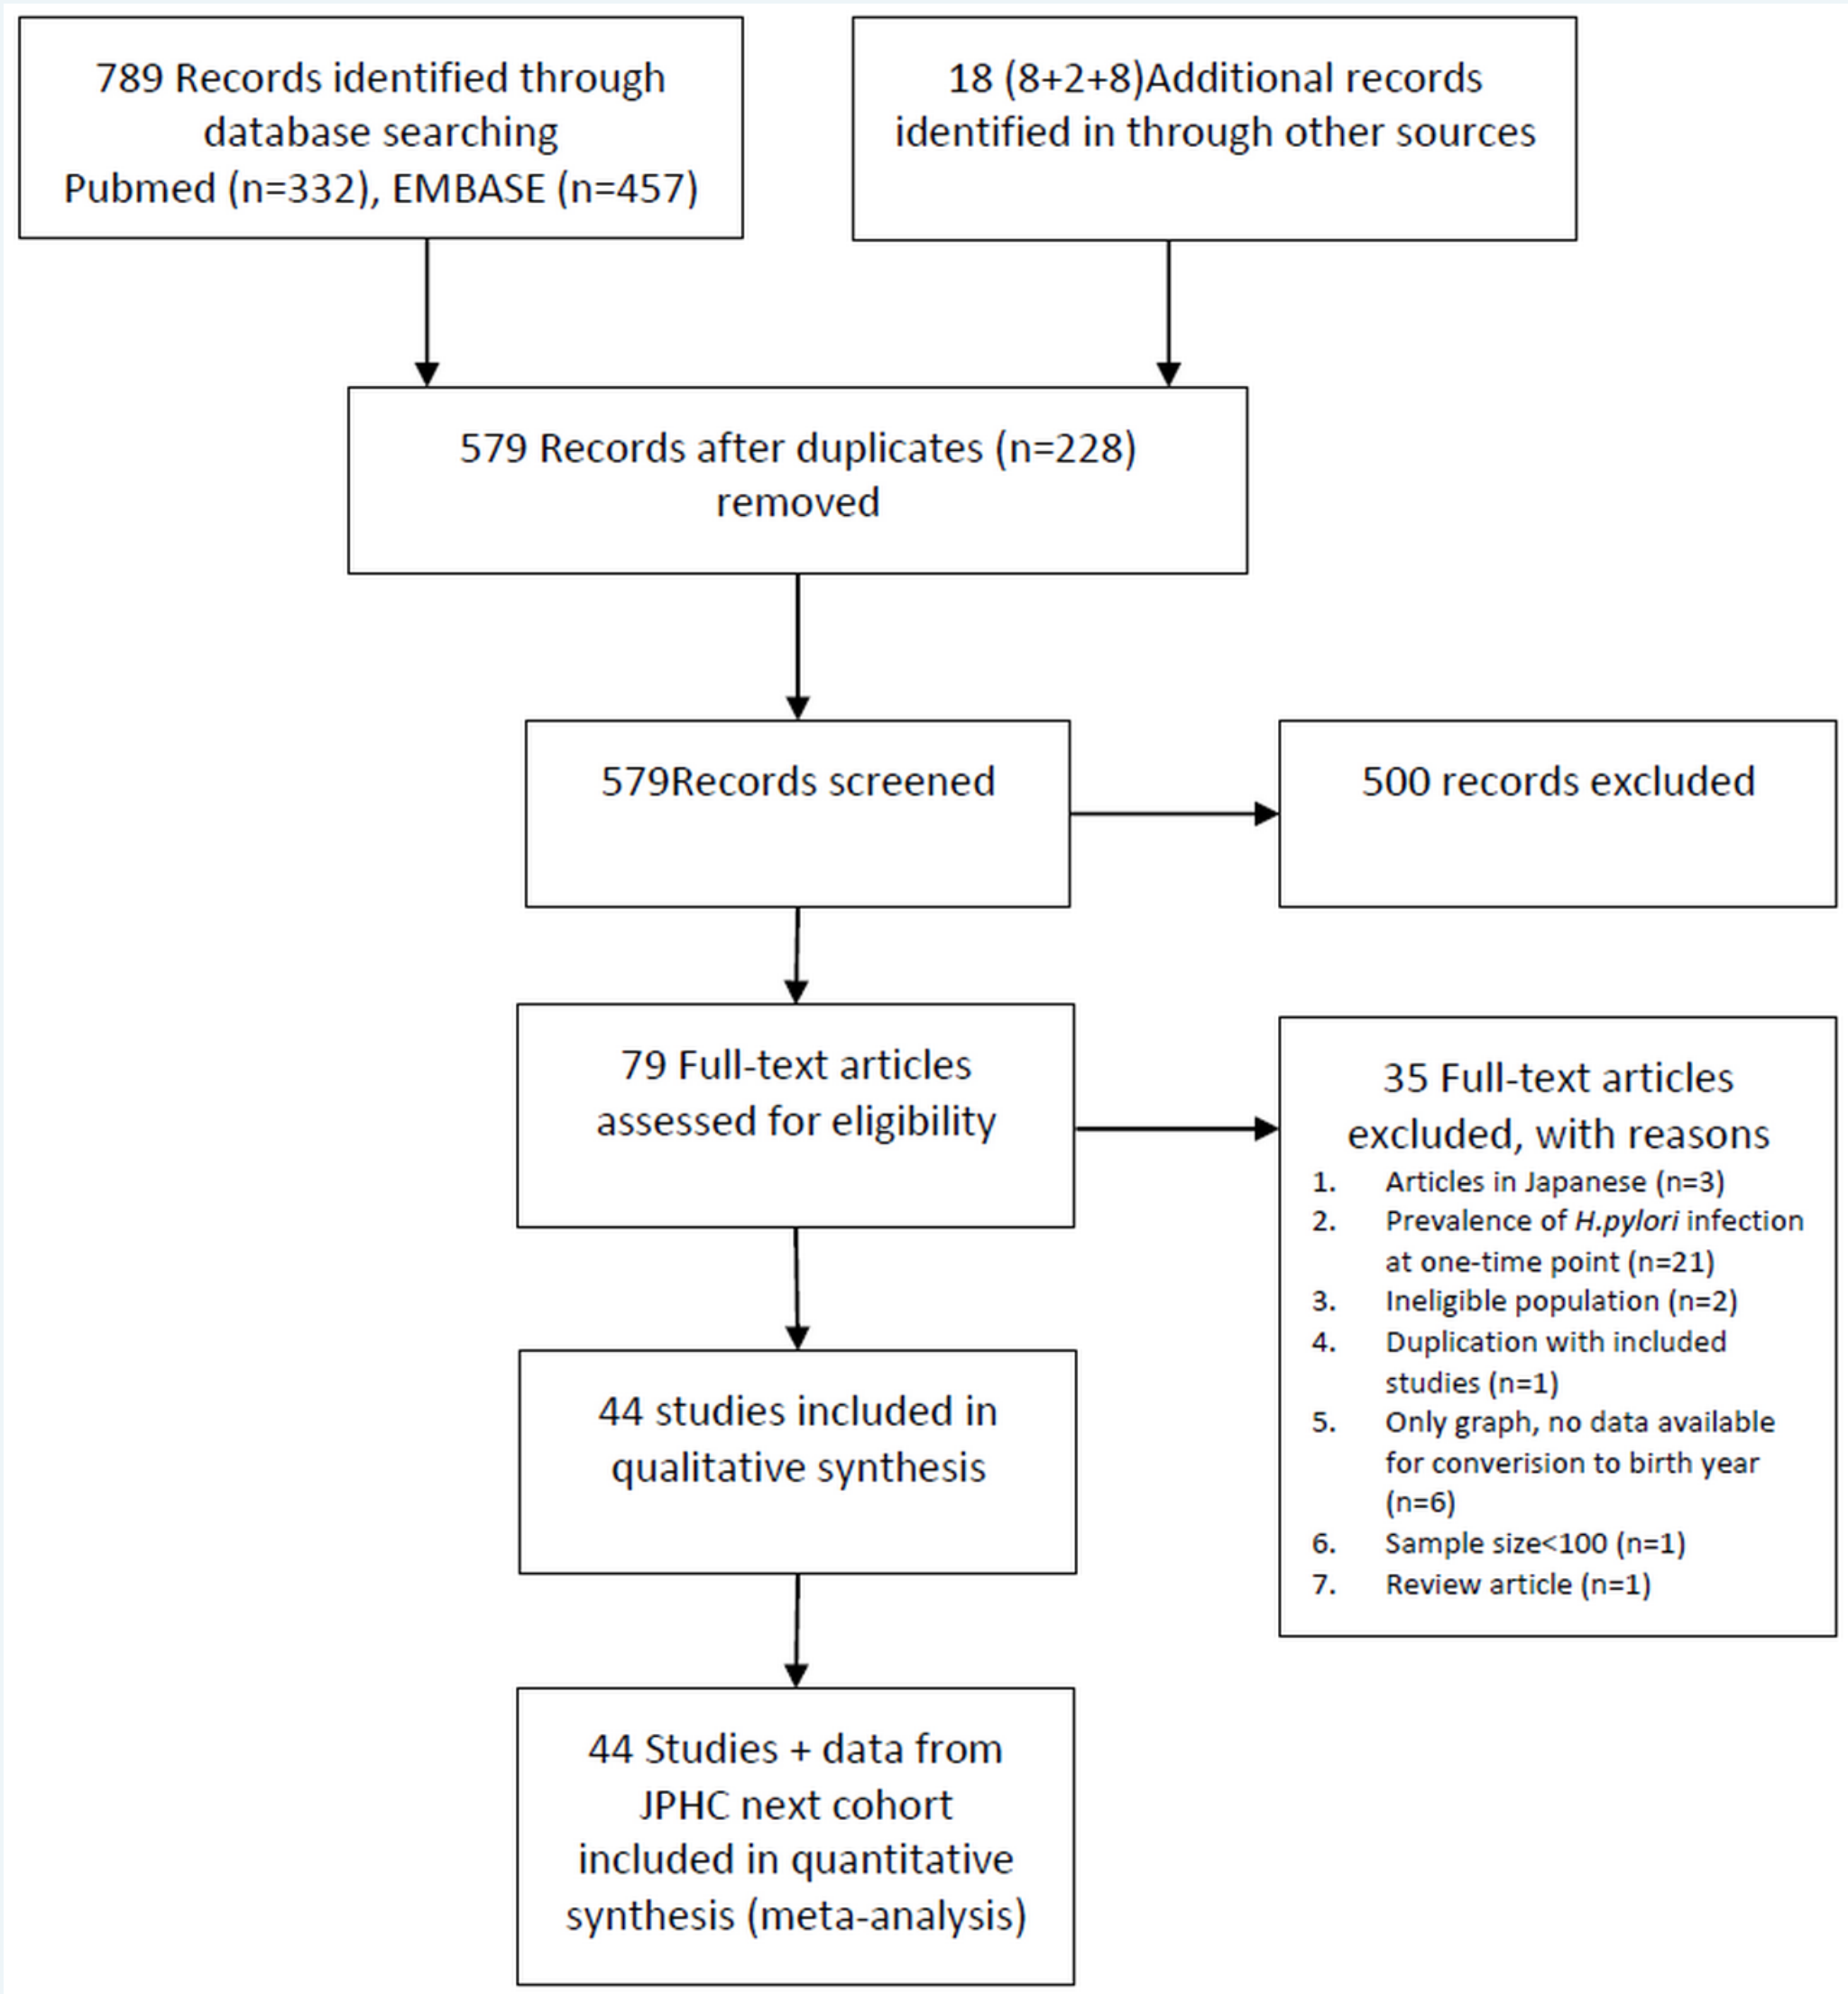 789 Records identified through
database searching
Pubmed (n=332), EMBASE (n=457)
18 (8+2+8)Additional records
identified in through other sources
579 Records after duplicates (n=228)
removed
579Records screened
500 records excluded
79 Full-text articles
assessed for eligibility
35 Full-text articles
excluded, with reasons
1. Articles in Japanese (n=3)
2. Prevalence of H.pylori infection
at one-time point (n=21)
3. Ineligible population (n=2)
4. Duplication with included
studies (n=1)
5. Only graph, no data available
for converision to birth year
(n=6)
6. Sample size<100 (n=1)
7. Review article (n=1)
44 studies included in
qualitative synthesis
44 Studies + data from
JPHC next cohort
included in quantitative
synthesis (meta-analysis)